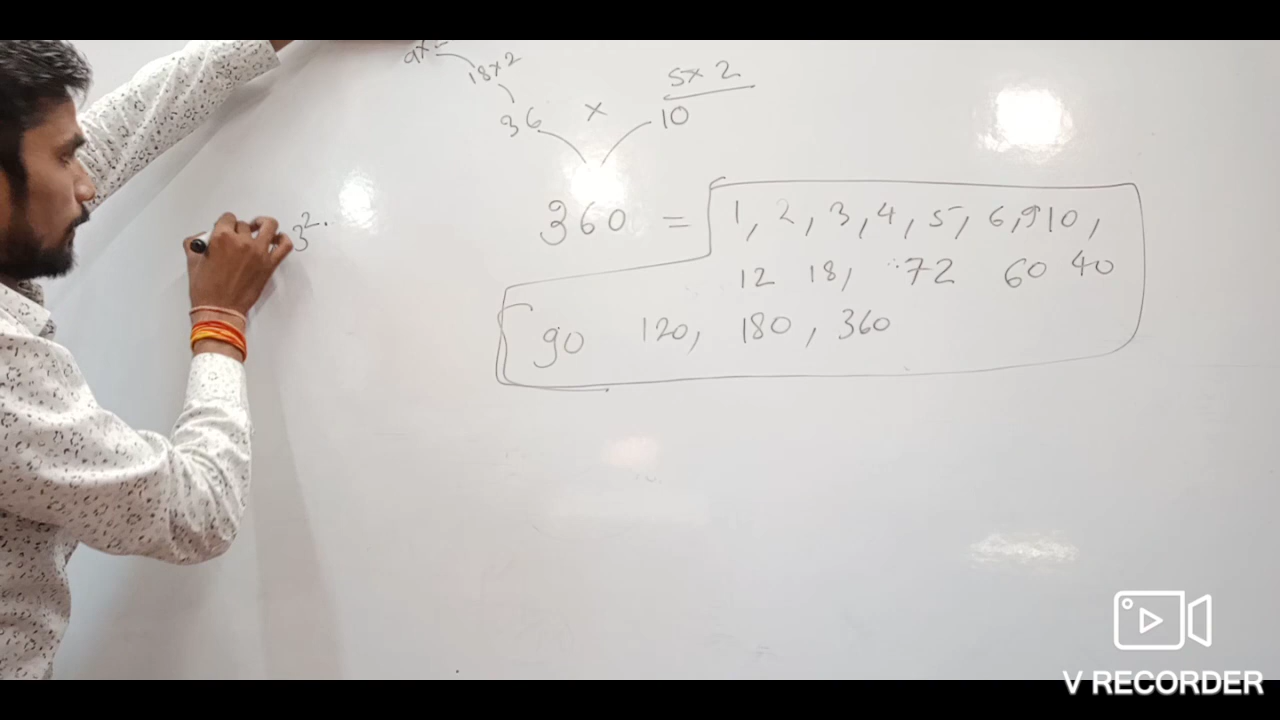 18×2
5×2
36 × 10
3².
360 = 1, 2, 3, 4, 5, 6, 9 10,
12 18, 72 60 40
90 120, 180, 360
V RECORDER